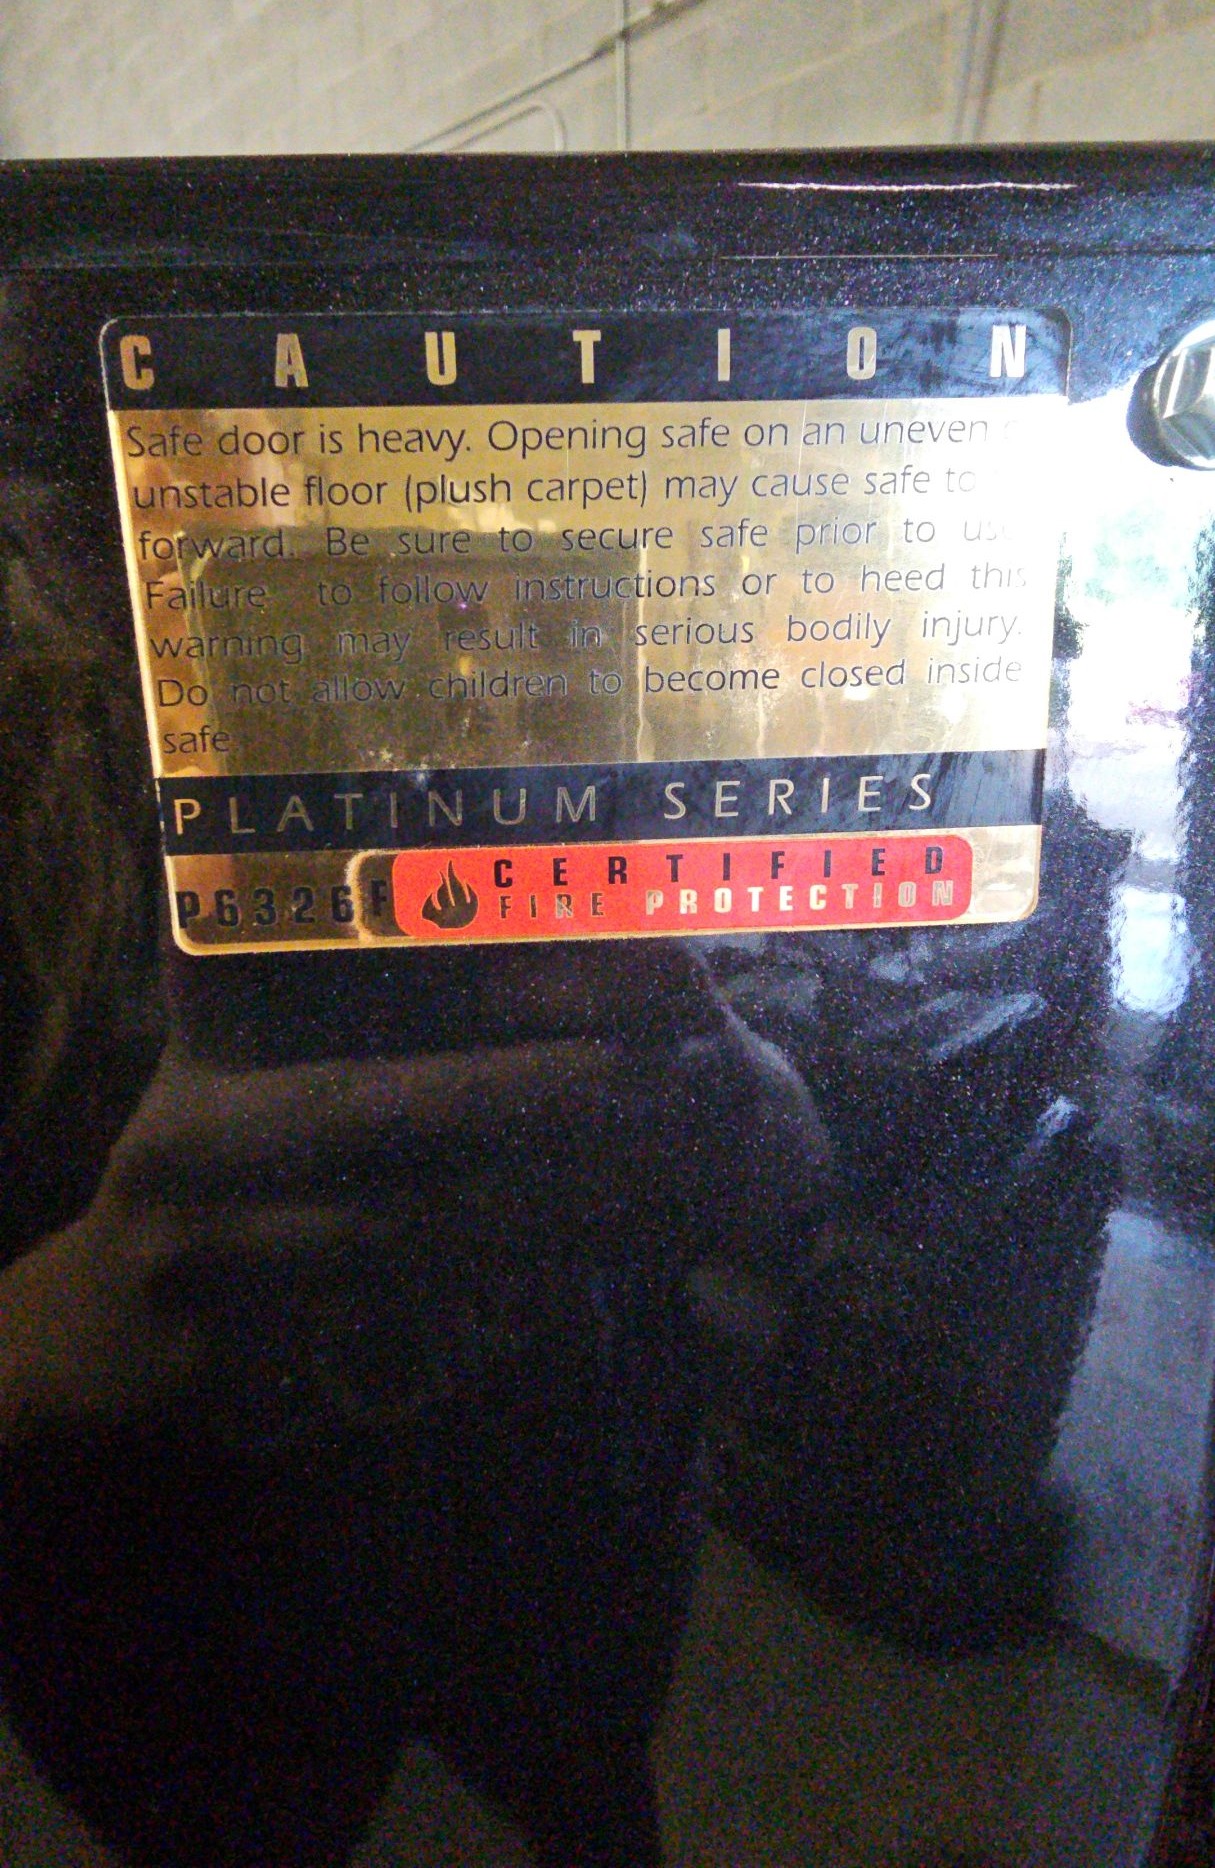 CAUTION
Safe door is heavy. Opening safe on an uneven
unstable floor (plush carpet) may cause safe to
forward. Be sure to secure safe prior to
Failure to follow instructions or to heed this
warning may result in serious bodily injury.
Do not allow children to become closed inside
safe
PLATINUM SERIES
P6326F
CERTIFIED
FIRE PROTECTION